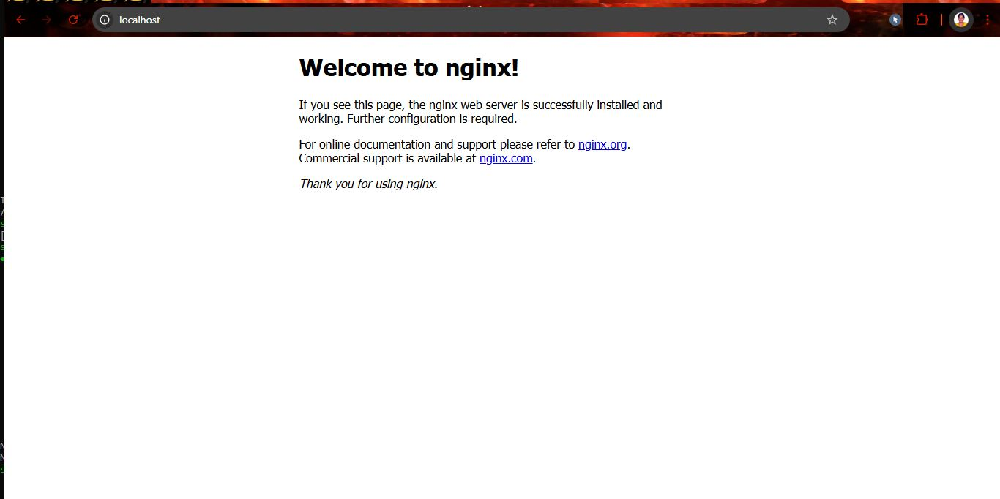 localhost
Welcome to nginx!
If you see this page, the nginx web server is successfully installed and
working. Further configuration is required.
For online documentation and support please refer to nginx.org.
Commercial support is available at nginx.com.
Thank you for using nginx.